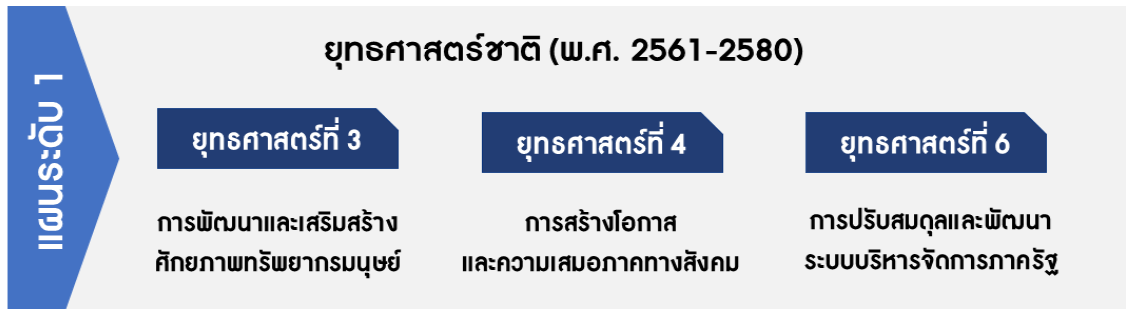 แผนระดับ 1
ยุทธศาสตร์ชาติ (พ.ศ. 2561-2580)
ยุทธศาสตร์ที่ 3
การพัฒนาและเสริมสร้าง
ศักยภาพทรัพยากรมนุษย์
ยุทธศาสตร์ที่ 4
การสร้างโอกาส
และความเสมอภาคทางสังคม
ยุทธศาสตร์ที่ 6
การปรับสมดุลและพัฒนา
ระบบบริหารจัดการภาครัฐ